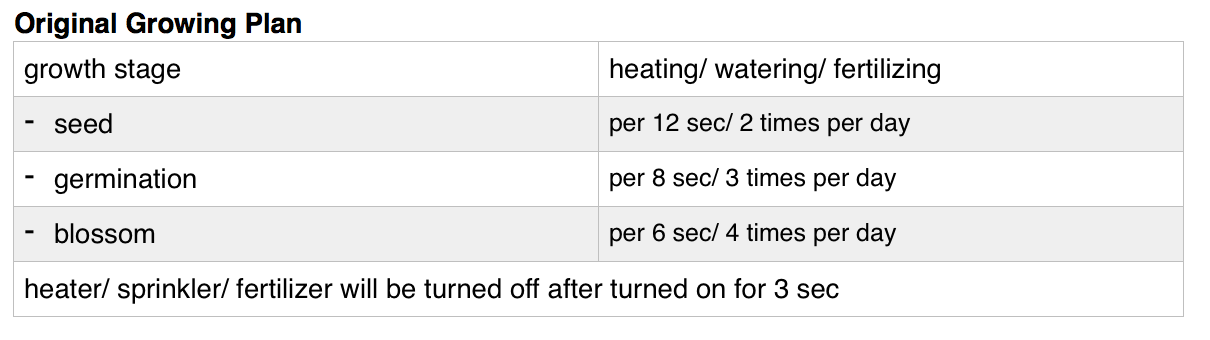 Original Growing Plan
growth stage heating/ watering/ fertilizing
- seed per 12 sec/ 2 times per day
- germination per 8 sec/ 3 times per day
- blossom per 6 sec/ 4 times per day
heater/ sprinkler/ fertilizer will be turned off after turned on for 3 sec